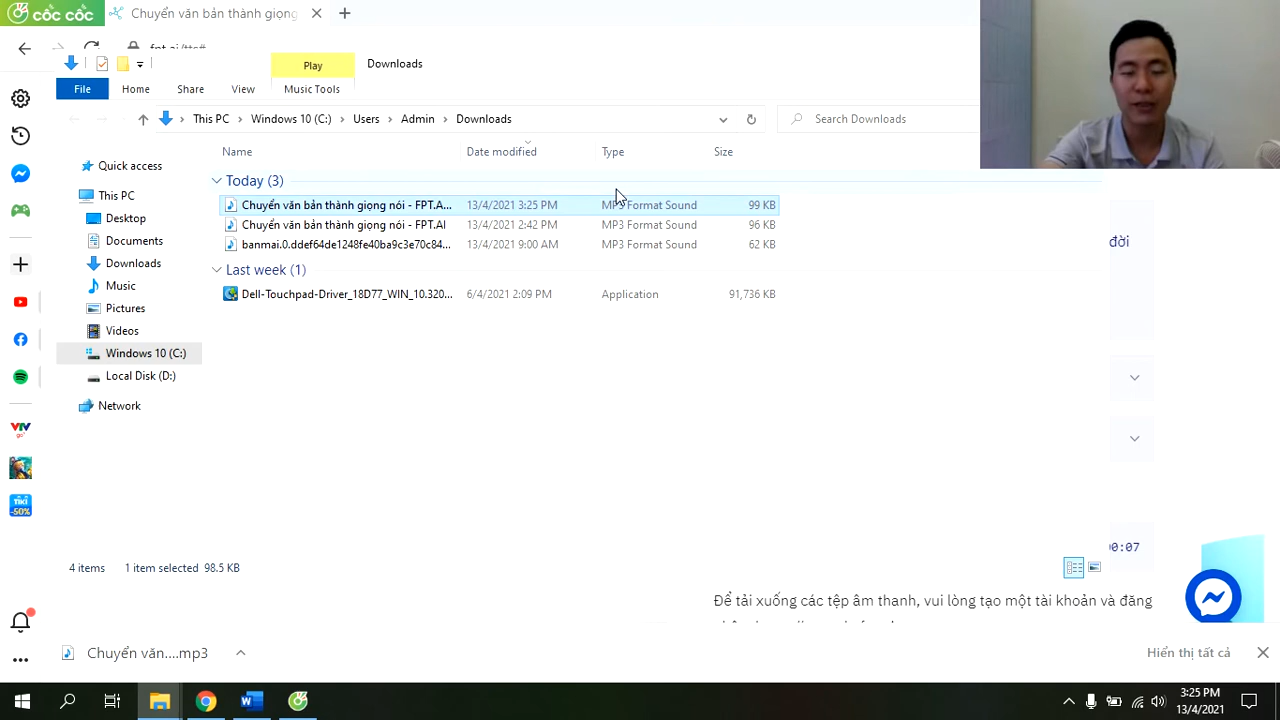 cốc cốc
Chuyển văn bản thành giọng
fpt.ai/tts#
Play
Downloads
File
Home
Share
View
Music Tools
This PC
Windows 10 (C:)
Users
Admin
Downloads
Search Downloads
Name
Date modified
Type
Size
Quick access
This PC
Desktop
Documents
Downloads
Music
Pictures
Videos
Windows 10 (C:)
Local Disk (D:)
Network
Today (3)
Chuyển văn bản thành giọng nói - FPT.A... 13/4/2021 3:25 PM MP3 Format Sound 99 KB
Chuyển văn bản thành giọng nói - FPT.AI 13/4/2021 2:42 PM MP3 Format Sound 96 KB
banmai.0.ddef64de1248fe40ba9c3e70c84... 13/4/2021 9:00 AM MP3 Format Sound 62 KB
Last week (1)
Dell-Touchpad-Driver_18D77_WIN_10.320... 6/4/2021 2:09 PM Application 91,736 KB
đời
00:07
4 items 1 item selected 98.5 KB
Để tải xuống các tệp âm thanh, vui lòng tạo một tài khoản và đăng
VTV
go!
TIKI
-50%
Chuyển văn....mp3
Hiển thị tất cả
3:25 PM
13/4/2021